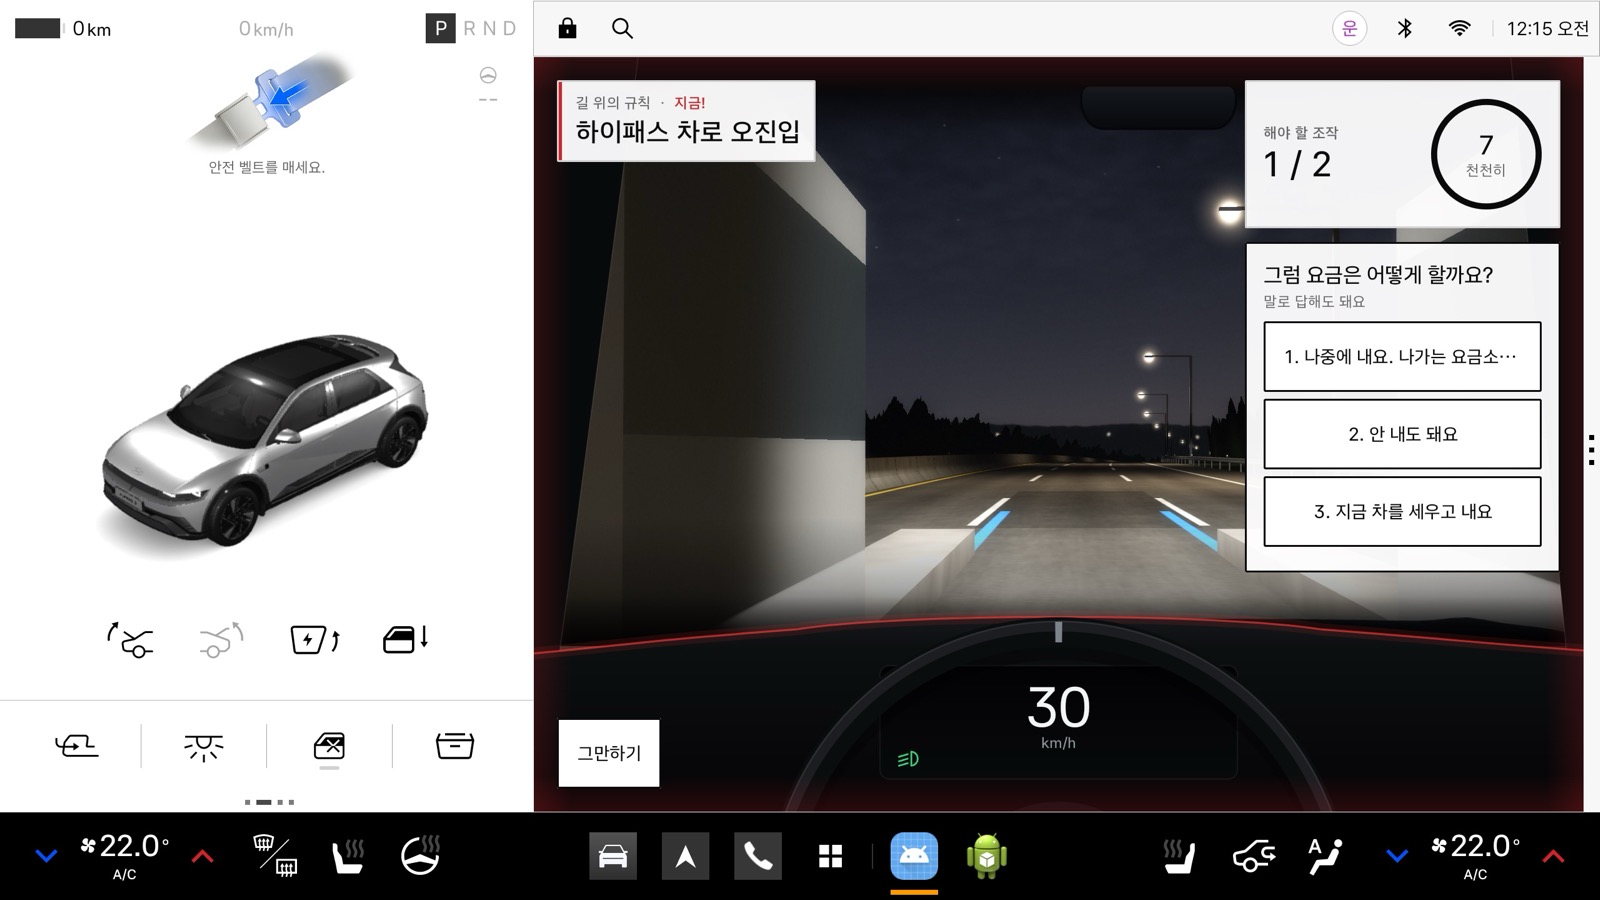 0 km
0 km/h
P R N D
안전 벨트를 매세요.
--
운
12:15 오전
길 위의 규칙 · 지금!
하이패스 차로 오진입
해야 할 조작
1 / 2
7
천천히
그럼 요금은 어떻게 할까요?
말로 답해도 돼요
1. 나중에 내요. 나가는 요금소⋯
2. 안 내도 돼요
3. 지금 차를 세우고 내요
30
km/h
그만하기
22.0°
A/C
A
22.0°
A/C